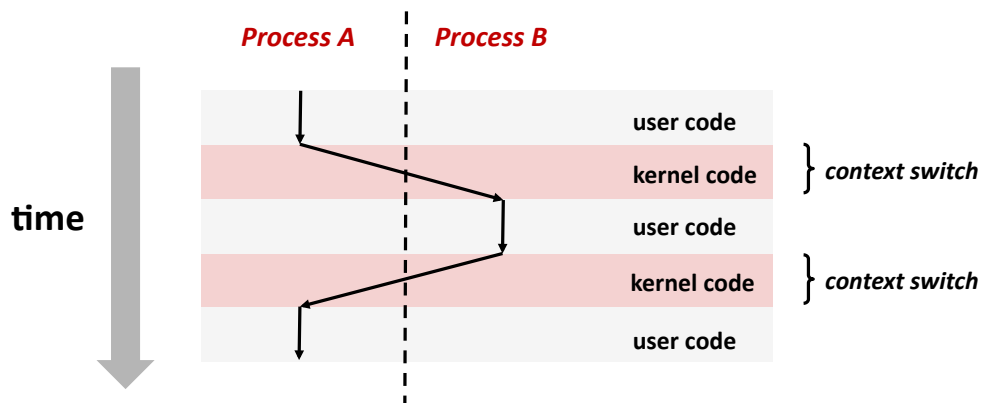 Process A
Process B
user code
kernel code
context switch
time
user code
kernel code
context switch
user code